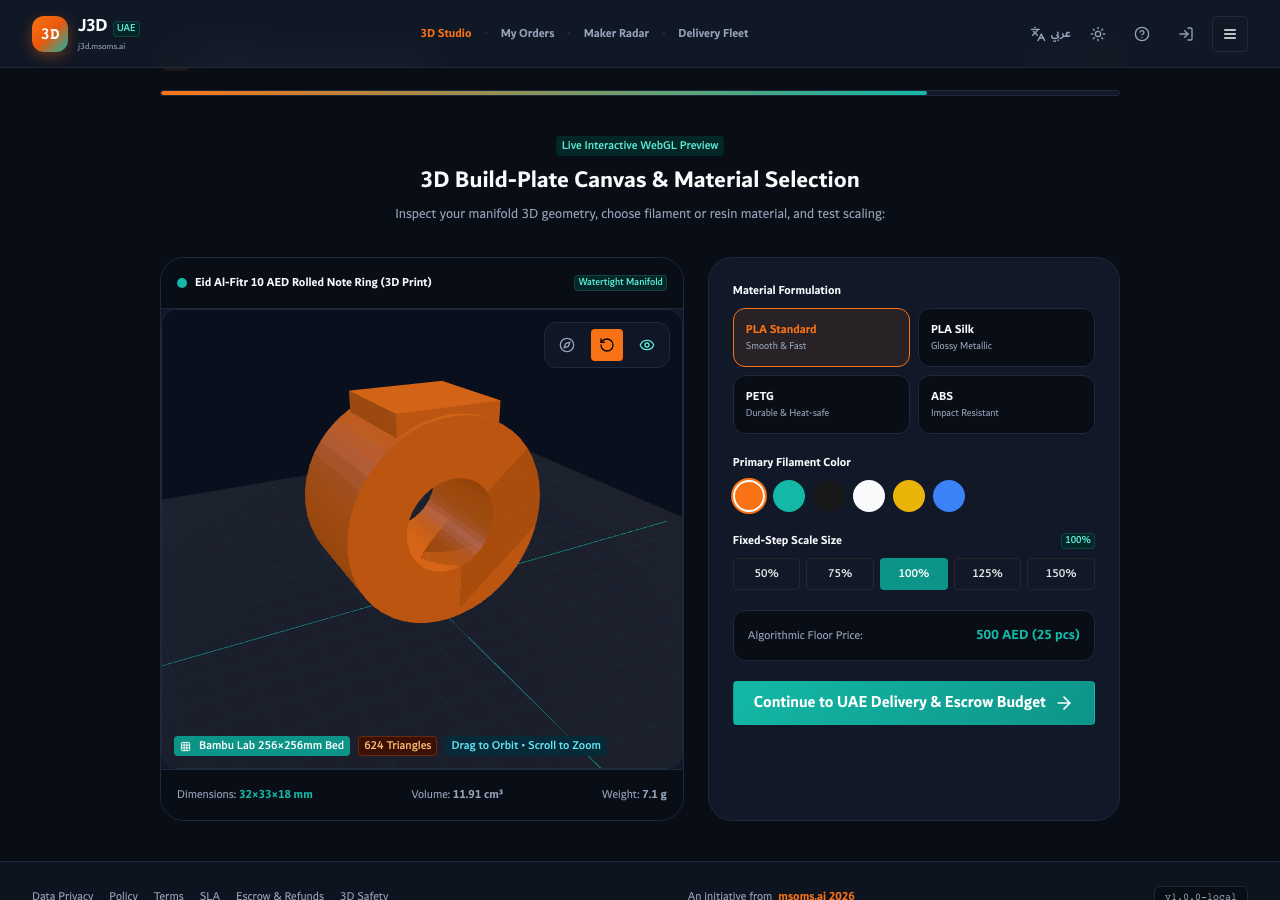 3D
J3D UAE
j3d.msoms.ai
3D Studio
My Orders
Maker Radar
Delivery Fleet
عربي
Live Interactive WebGL Preview
3D Build-Plate Canvas & Material Selection
Inspect your manifold 3D geometry, choose filament or resin material, and test scaling:
Eid Al-Fitr 10 AED Rolled Note Ring (3D Print)
Watertight Manifold
Bambu Lab 256×256mm Bed
624 Triangles
Drag to Orbit • Scroll to Zoom
Dimensions: 32×33×18 mm
Volume: 11.91 cm³
Weight: 7.1 g
Material Formulation
PLA Standard
Smooth & Fast
PLA Silk
Glossy Metallic
PETG
Durable & Heat-safe
ABS
Impact Resistant
Primary Filament Color
Fixed-Step Scale Size
100%
50%
75%
100%
125%
150%
Algorithmic Floor Price:
500 AED (25 pcs)
Continue to UAE Delivery & Escrow Budget
Data Privacy
Policy
Terms
SLA
Escrow & Refunds
3D Safety
An initiative from msoms.ai 2026
v1.0.0-local